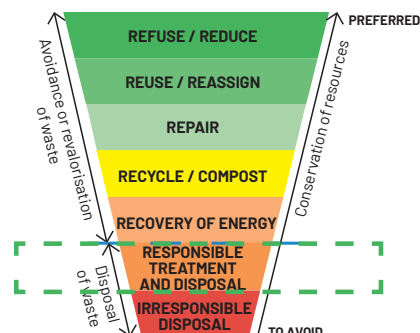 PREFERRED
REFUSE / REDUCE
REUSE / REASSIGN
REPAIR
RECYCLE / COMPOST
RECOVERY OF ENERGY
RESPONSIBLE
TREATMENT
AND DISPOSAL
IRRESPONSIBLE
DISPOSAL
TO AVOID
Avoidance or revalorisation
of waste
Disposal
of waste
Conservation of resources